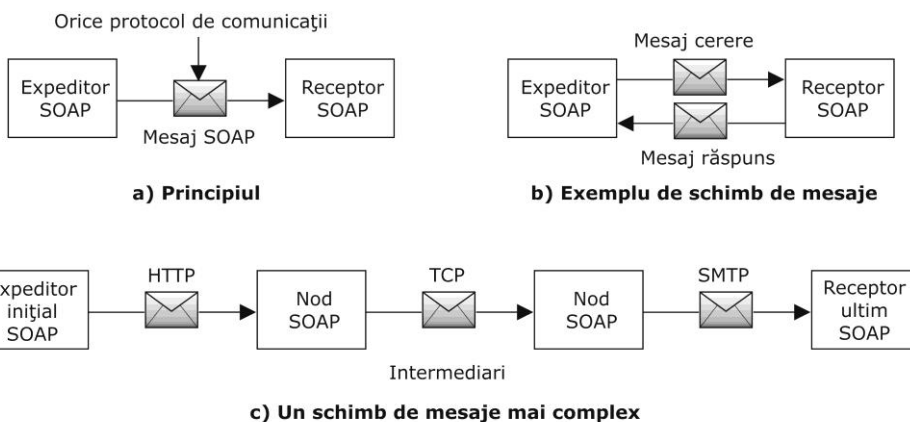 Orice protocol de comunicaţii
Expeditor
SOAP
Receptor
SOAP
Mesaj SOAP
a) Principiul
Mesaj cerere
Expeditor
SOAP
Receptor
SOAP
Mesaj răspuns
b) Exemplu de schimb de mesaje
xpeditor
iniţial
SOAP
HTTP
Nod
SOAP
TCP
Nod
SOAP
SMTP
Receptor
ultim
SOAP
Intermediari
c) Un schimb de mesaje mai complex